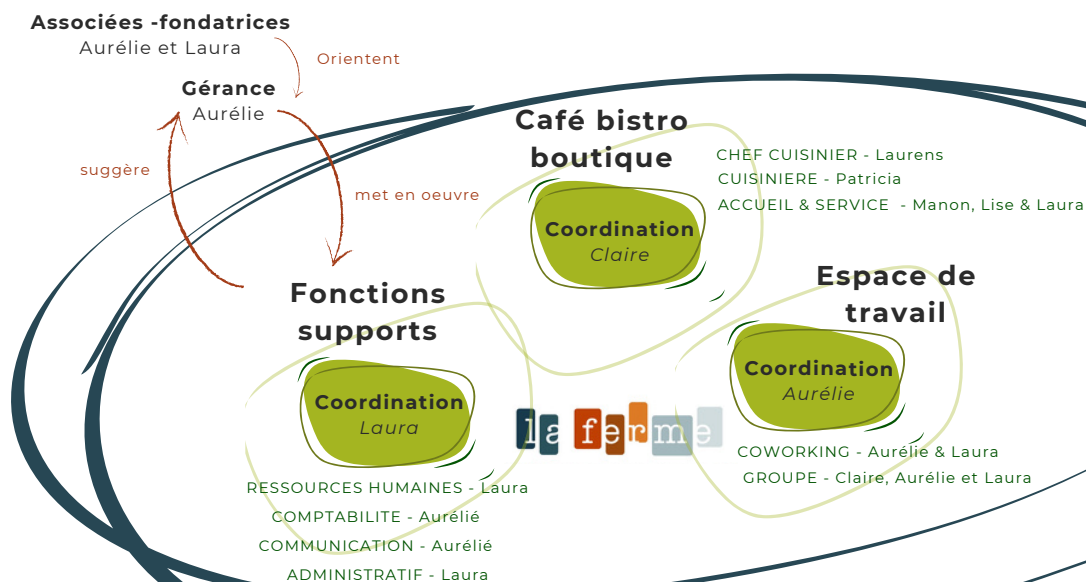 Associées -fondatrices
Aurélie et Laura
Orientent
Gérance
Aurélie
suggère
met en oeuvre
Café bistro
boutique
CHEF CUISINIER - Laurens
CUISINIERE - Patricia
ACCUEIL & SERVICE - Manon, Lise & Laura
Coordination
Claire
Espace de
travail
Coordination
Aurélie
COWORKING - Aurélie & Laura
GROUPE - Claire, Aurélie et Laura
Fonctions
supports
Coordination
Laura
la ferme
RESSOURCES HUMAINES - Laura
COMPTABILITE - Aurélié
COMMUNICATION - Aurélié
ADMINISTRATIF - Laura